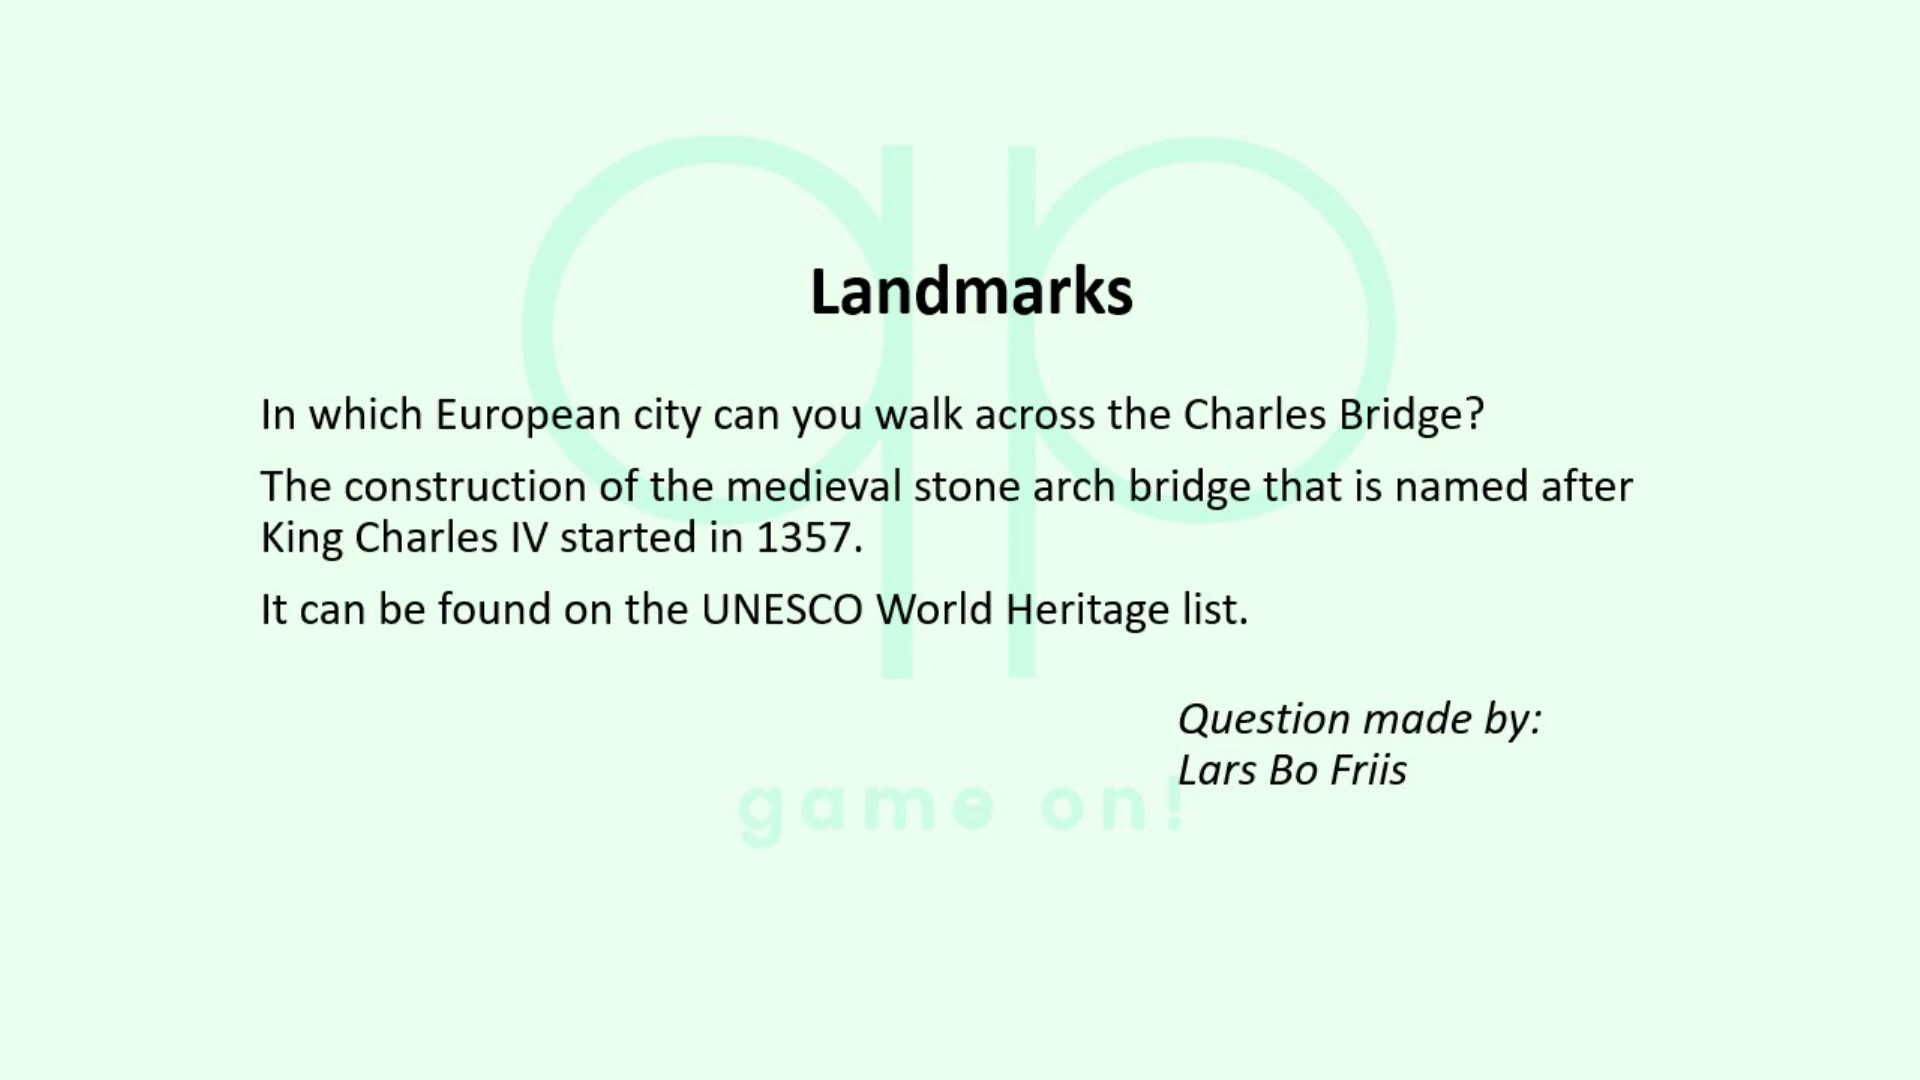 Landmarks
In which European city can you walk across the Charles Bridge?
The construction of the medieval stone arch bridge that is named after
King Charles IV started in 1357.
It can be found on the UNESCO World Heritage list.
Question made by:
Lars Bo Friis
game on!